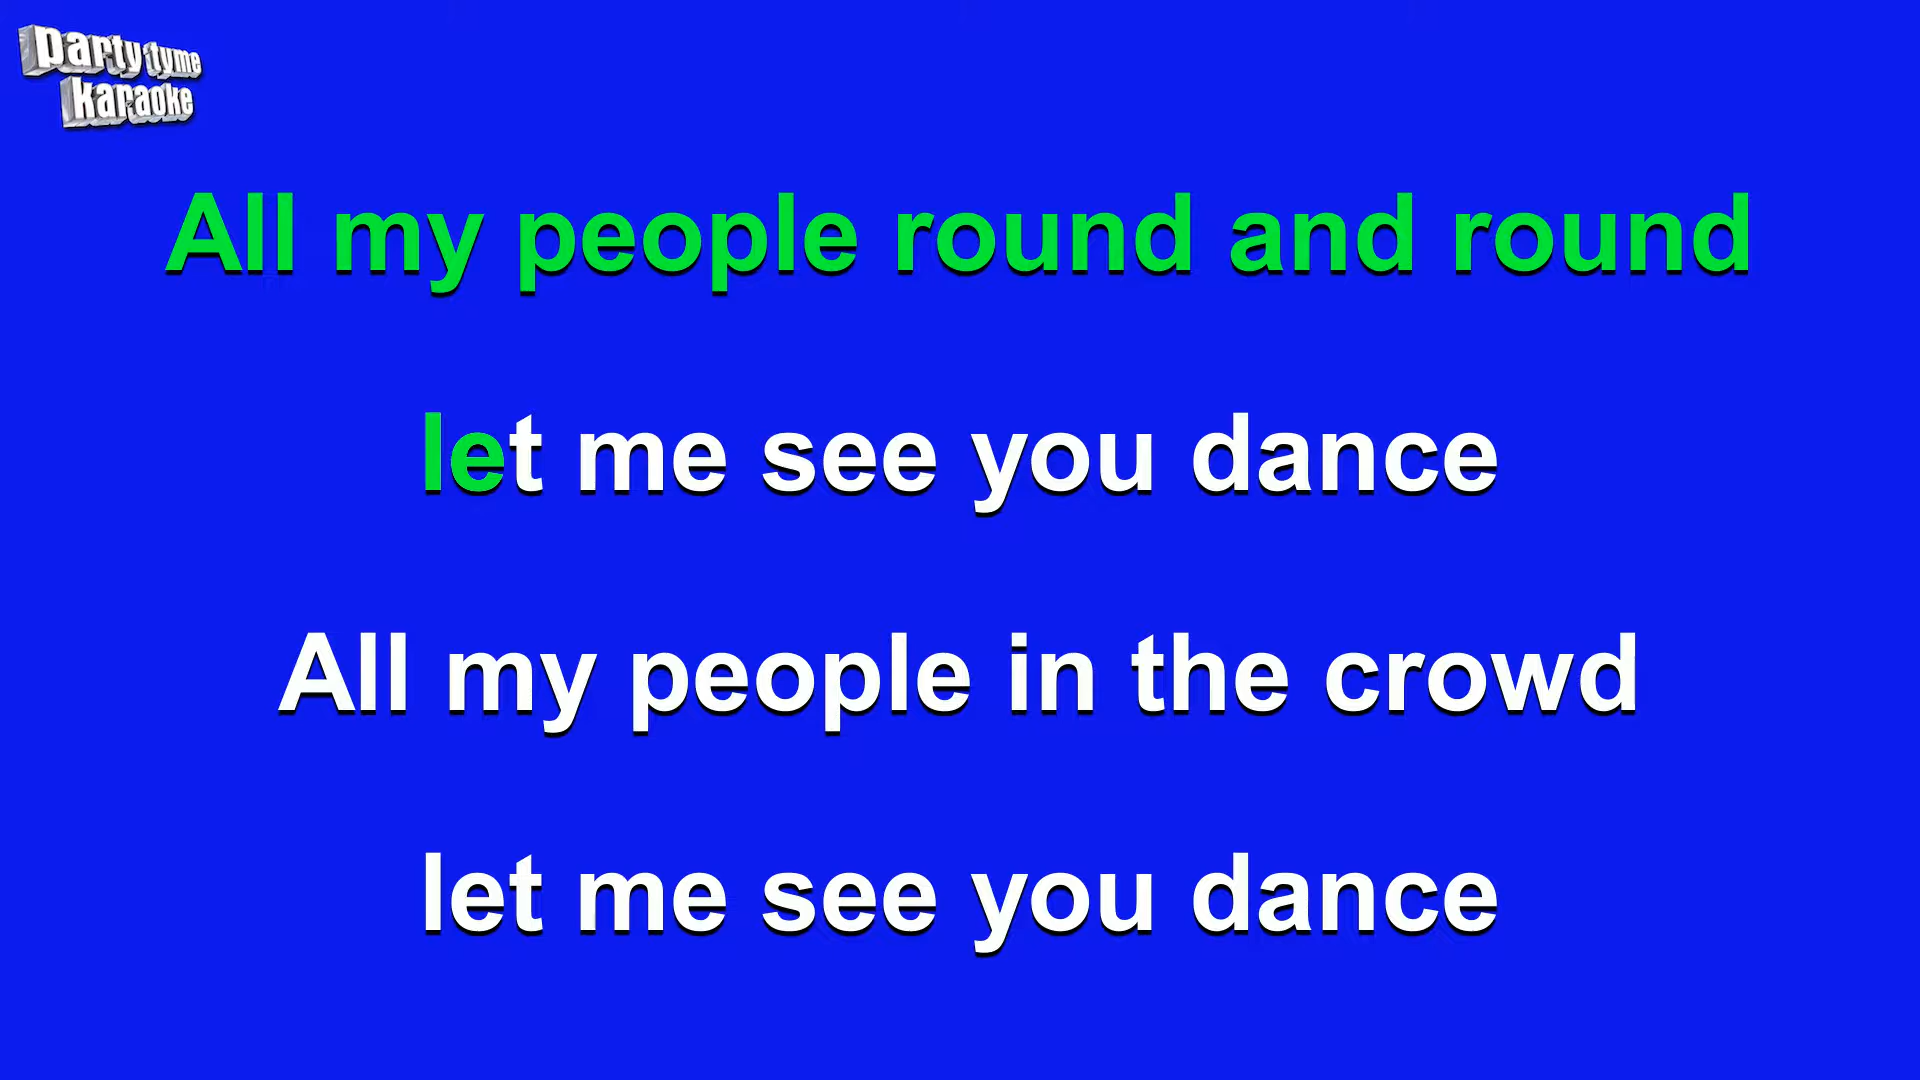 party tyme
karaoke
All my people round and round
let me see you dance
All my people in the crowd
let me see you dance